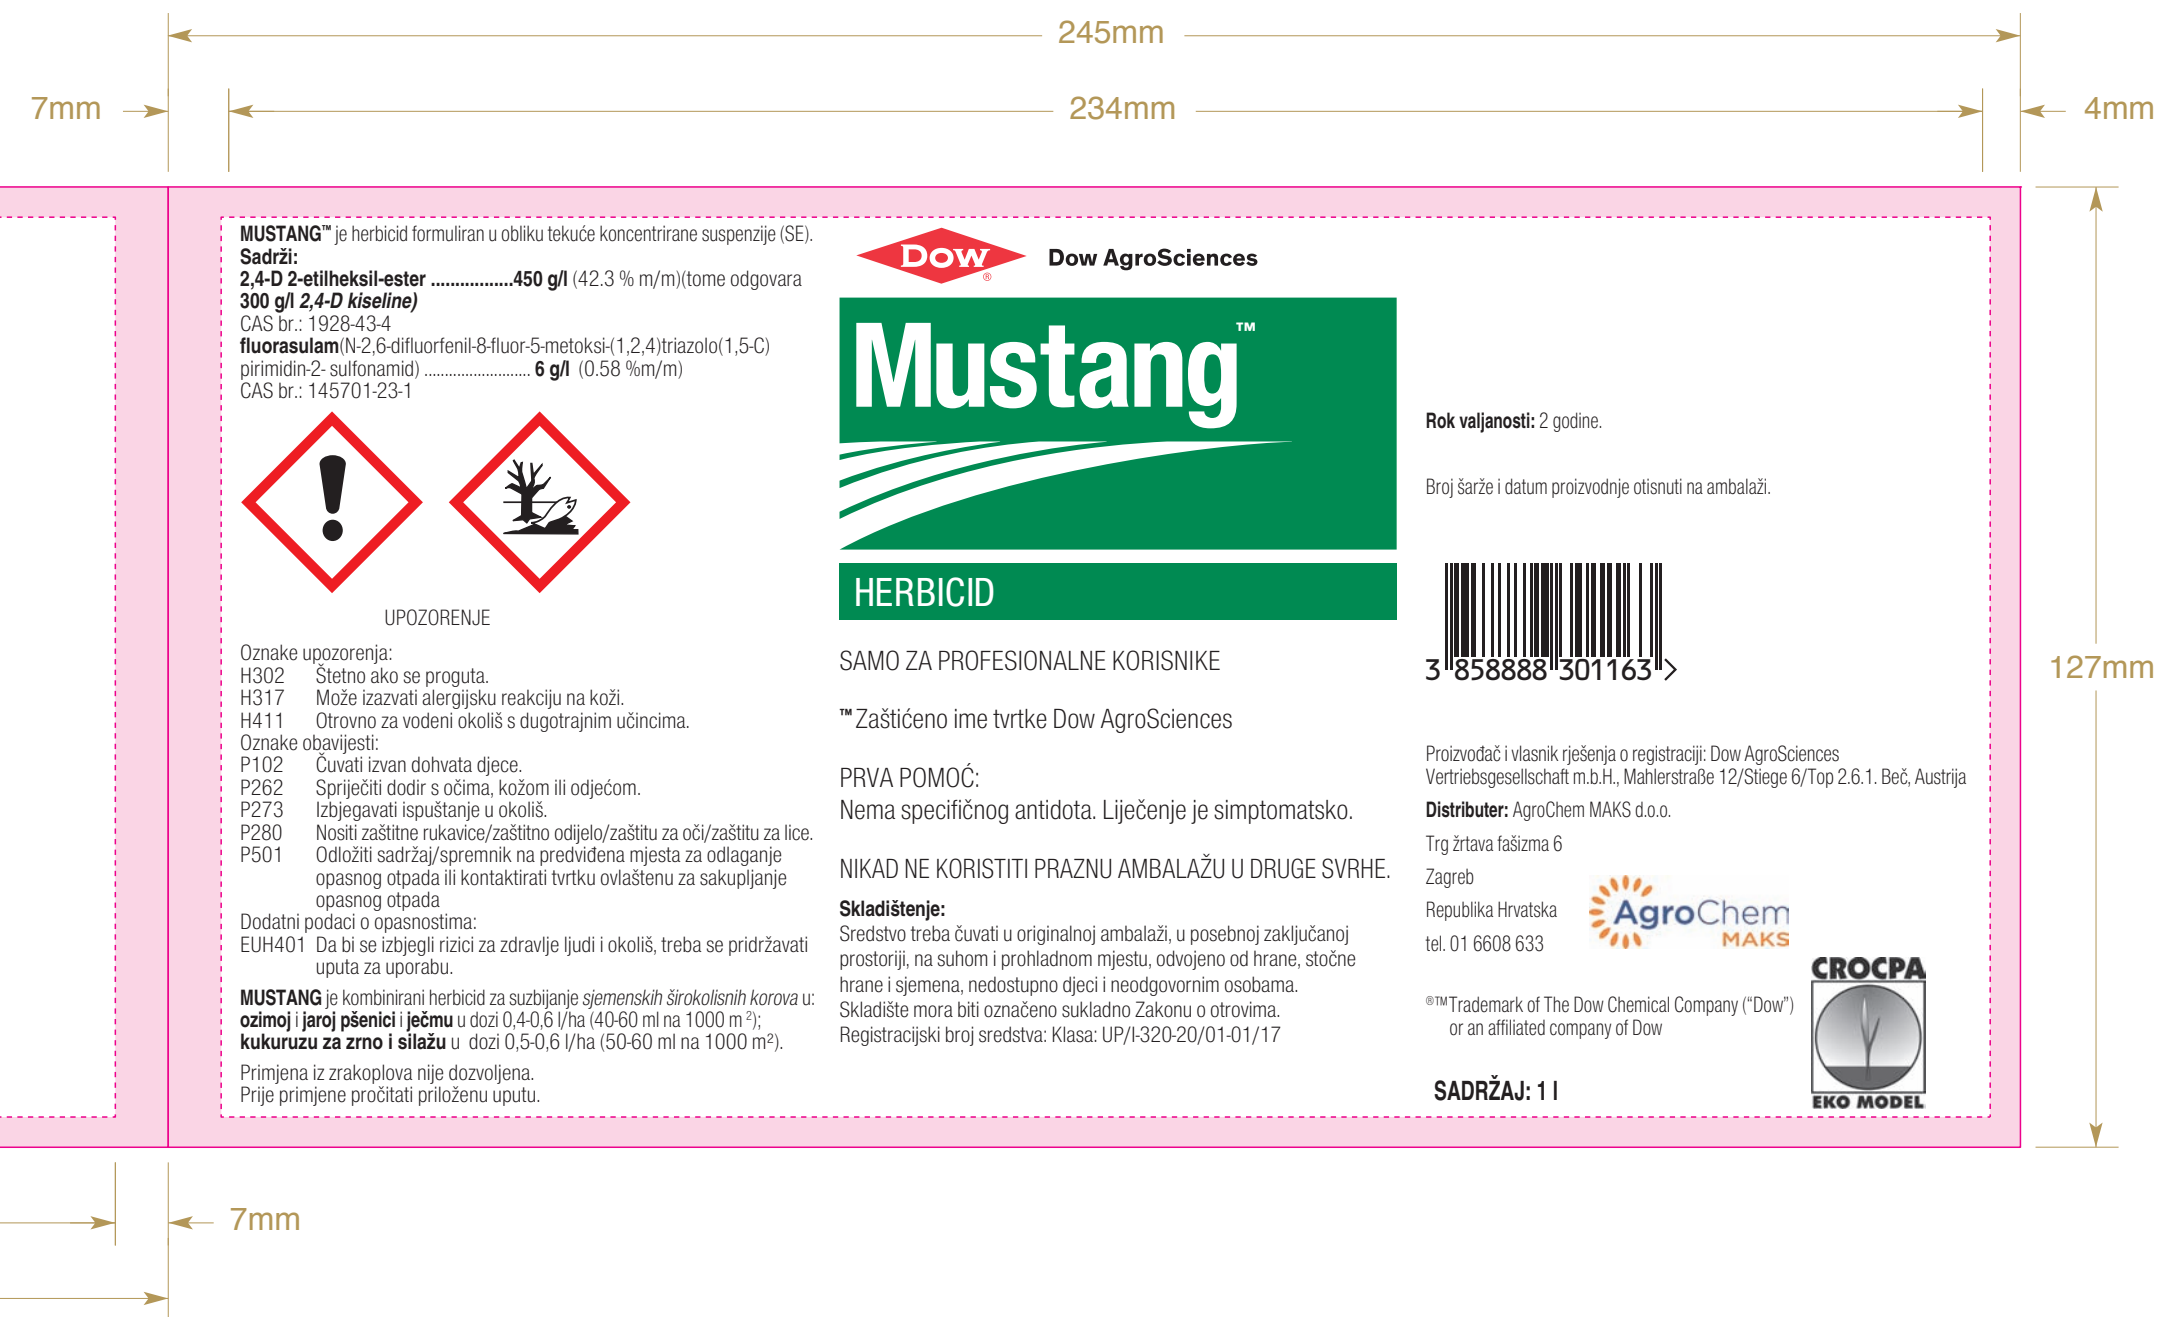 245mm
7mm
234mm
4mm
MUSTANG™ je herbicid formuliran u obliku tekuće koncentrirane suspenzije (SE).
Sadrži:
2,4-D 2-etilheksil-ester .................450 g/l (42.3 % m/m)(tome odgovara
300 g/l 2,4-D kiseline)
CAS br.: 1928-43-4
fluorasulam(N-2,6-difluorfenil-8-fluor-5-metoksi-(1,2,4)triazolo(1,5-C)
pirimidin-2- sulfonamid) .......................... 6 g/l (0.58 %m/m)
CAS br.: 145701-23-1
UPOZORENJE
Oznake upozorenja:
H302 Štetno ako se proguta.
H317 Može izazvati alergijsku reakciju na koži.
H411 Otrovno za vodeni okoliš s dugotrajnim učincima.
Oznake obavijesti:
P102 Čuvati izvan dohvata djece.
P262 Spriječiti dodir s očima, kožom ili odjećom.
P273 Izbjegavati ispuštanje u okoliš.
P280 Nositi zaštitne rukavice/zaštitno odijelo/zaštitu za oči/zaštitu za lice.
P501 Odložiti sadržaj/spremnik na predviđena mjesta za odlaganje
opasnog otpada ili kontaktirati tvrtku ovlaštenu za sakupljanje
opasnog otpada
Dodatni podaci o opasnostima:
EUH401 Da bi se izbjegli rizici za zdravlje ljudi i okoliš, treba se pridržavati
uputa za uporabu.
MUSTANG je kombinirani herbicid za suzbijanje sjemenskih širokolisnih korova u:
ozimoj i jaroj pšenici i ječmu u dozi 0,4-0,6 l/ha (40-60 ml na 1000 m ²);
kukuruzu za zrno i silažu u dozi 0,5-0,6 l/ha (50-60 ml na 1000 m²).
Primjena iz zrakoplova nije dozvoljena.
Prije primjene pročitati priloženu uputu.
Dow® Dow AgroSciences
Mustang™
HERBICID
SAMO ZA PROFESIONALNE KORISNIKE
™ Zaštićeno ime tvrtke Dow AgroSciences
PRVA POMOĆ:
Nema specifičnog antidota. Liječenje je simptomatsko.
NIKAD NE KORISTITI PRAZNU AMBALAŽU U DRUGE SVRHE.
Skladištenje:
Sredstvo treba čuvati u originalnoj ambalaži, u posebnoj zaključanoj
prostoriji, na suhom i prohladnom mjestu, odvojeno od hrane, stočne
hrane i sjemena, nedostupno djeci i neodgovornim osobama.
Skladište mora biti označeno sukladno Zakonu o otrovima.
Registracijski broj sredstva: Klasa: UP/I-320-20/01-01/17
Rok valjanosti: 2 godine.
Broj šarže i datum proizvodnje otisnuti na ambalaži.
3 858888 301163 >
Proizvođač i vlasnik rješenja o registraciji: Dow AgroSciences
Vertriebsgesellschaft m.b.H., Mahlerstraße 12/Stiege 6/Top 2.6.1. Beč, Austrija
Distributer: AgroChem MAKS d.o.o.
Trg žrtava fašizma 6
Zagreb
Republika Hrvatska
tel. 01 6608 633
AgroChem
MAKS
®™Trademark of The Dow Chemical Company (“Dow”)
or an affiliated company of Dow
SADRŽAJ: 1 l
CROCPA
EKO MODEL
127mm
7mm